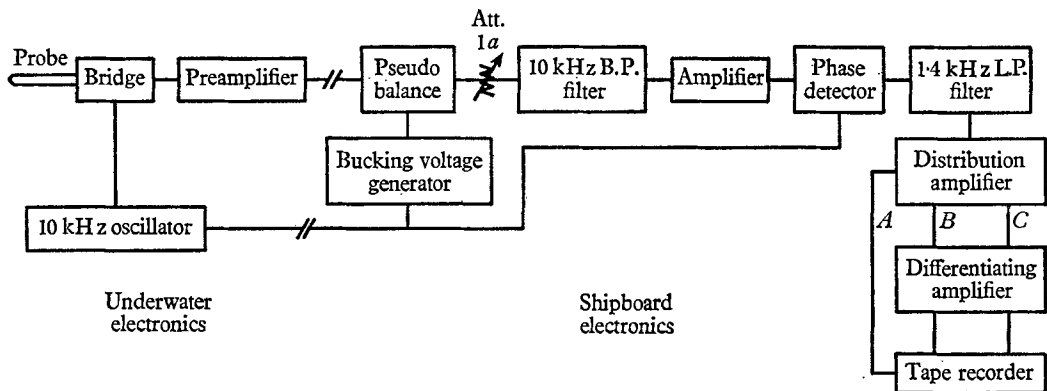 Att.
1a
Probe
Bridge
Preamplifier
Pseudo
balance
10 kHz B.P.
filter
Amplifier
Phase
detector
1·4 kHz L.P.
filter
Bucking voltage
generator
Distribution
amplifier
10 kHz oscillator
A
B
C
Differentiating
amplifier
Underwater
electronics
Shipboard
electronics
Tape recorder